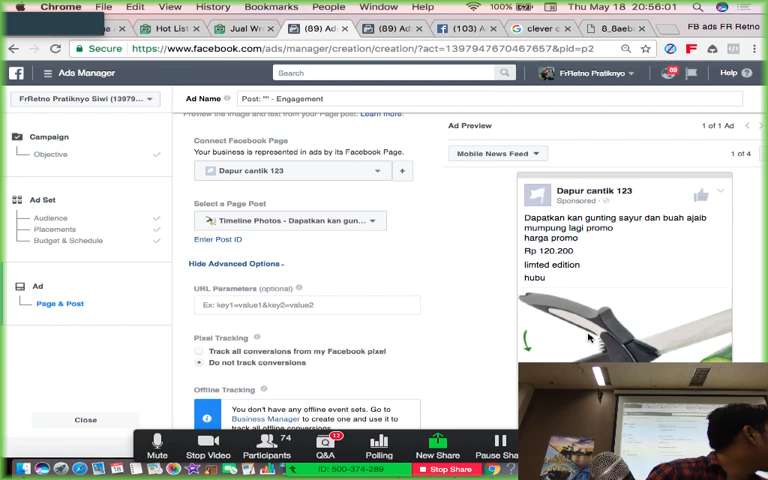 Chrome File Edit View History Bookmarks People Window Help 100% Thu May 18 20:56:01
Hot List
Jual Wr
(89) A
(89) Ads
(103) A
clever c
8_8aeb
FB ads FR Retno
Secure https://www.facebook.com/ads/manager/creation/creation/?act=1397947670467657&pid=p2
Ads Manager
Search
FrRetno Pratiknyo
69
Help
FrRetno Pratiknyo Siwi (13979...
Ad Name
Post: "" - Engagement
Preview the image and text from your Page post. Learn more.
Campaign
Objective
Ad Set
Audience
Placements
Budget & Schedule
Ad
Page & Post
Close
Connect Facebook Page
Your business is represented in ads by its Facebook Page.
Dapur cantik 123
+
Select a Page Post
Timeline Photos - Dapatkan kan gun...
Enter Post ID
Hide Advanced Options
URL Parameters (optional)
Ex: key1=value1&key2=value2
Pixel Tracking
Track all conversions from my Facebook pixel
Do not track conversions
Offline Tracking
You don't have any offline event sets. Go to
Business Manager to create one and use it to
Ad Preview
1 of 1 Ad
Mobile News Feed
1 of 4
Dapur cantik 123
Sponsored
Dapatkan kan gunting sayur dan buah ajaib
mumpung lagi promo
harga promo
Rp 120.200
limted edition
hubu
Mute
Stop Video
Participants
74
Q&A
Polling
New Share
Pause Sha
ID: 500-374-289
Stop Share